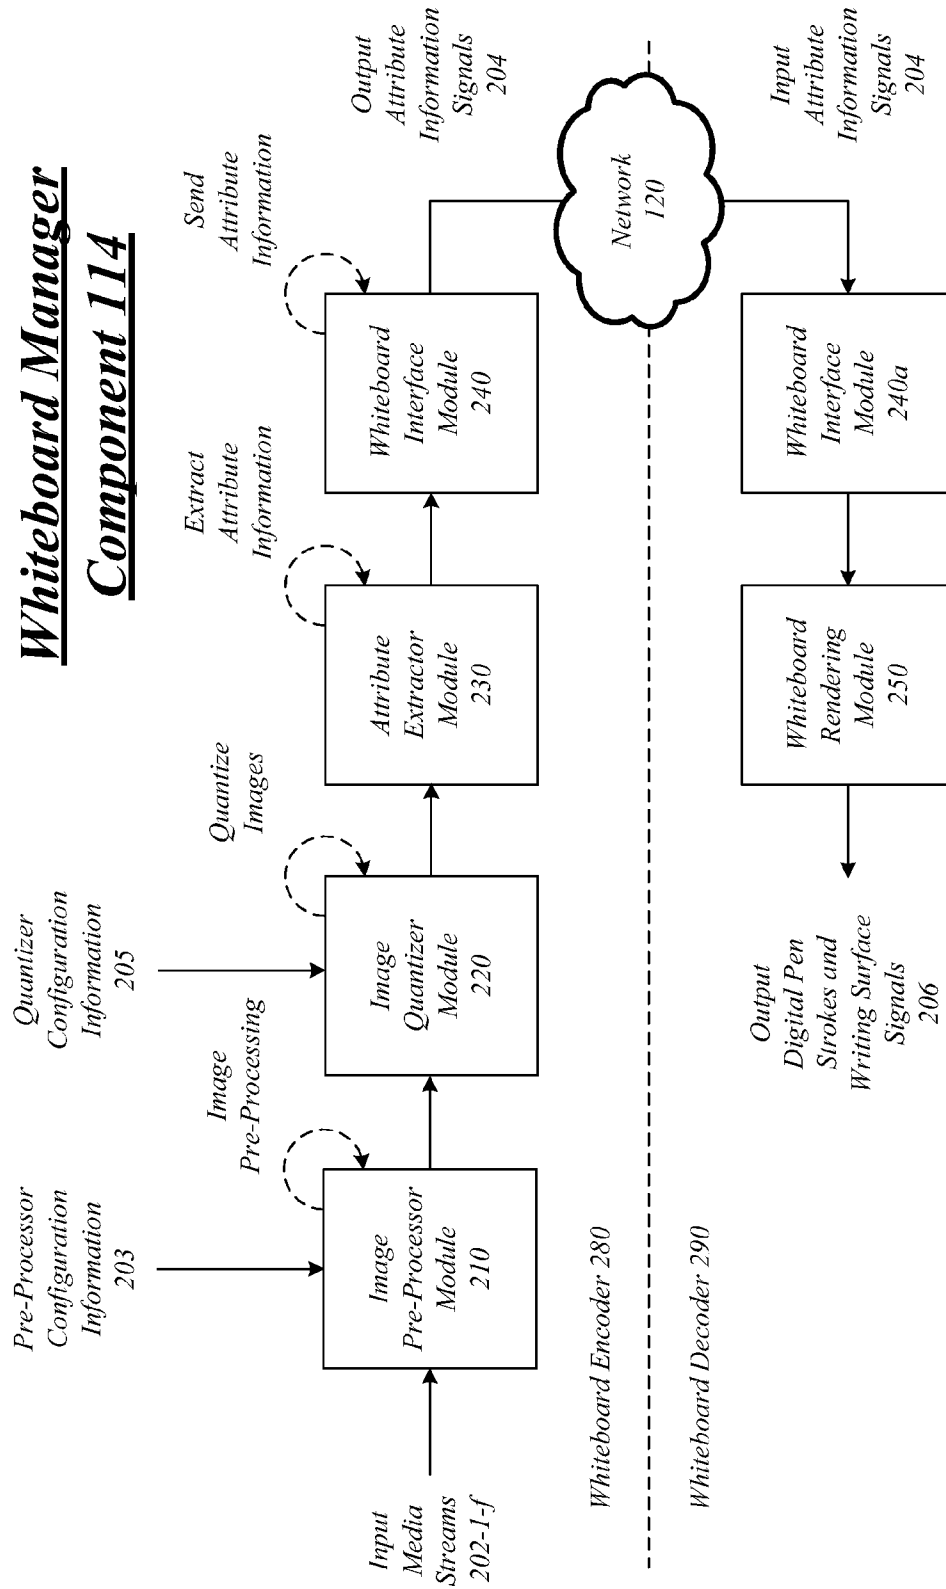 Whiteboard Manager
Component 114
Pre-Processor
Configuration
Information
203
Quantizer
Configuration
Information
205
Image
Pre-Processing
Quantize
Images
Extract
Attribute
Information
Send
Attribute
Information
Input
Media
Streams
202-1-f
Image
Pre-Processor
Module
210
Image
Quantizer
Module
220
Attribute
Extractor
Module
230
Whiteboard
Interface
Module
240
Output
Attribute
Information
Signals
204
Network
120
Whiteboard Encoder 280
Whiteboard Decoder 290
Output
Digital Pen
Strokes and
Writing Surface
Signals
206
Whiteboard
Rendering
Module
250
Whiteboard
Interface
Module
240a
Input
Attribute
Information
Signals
204